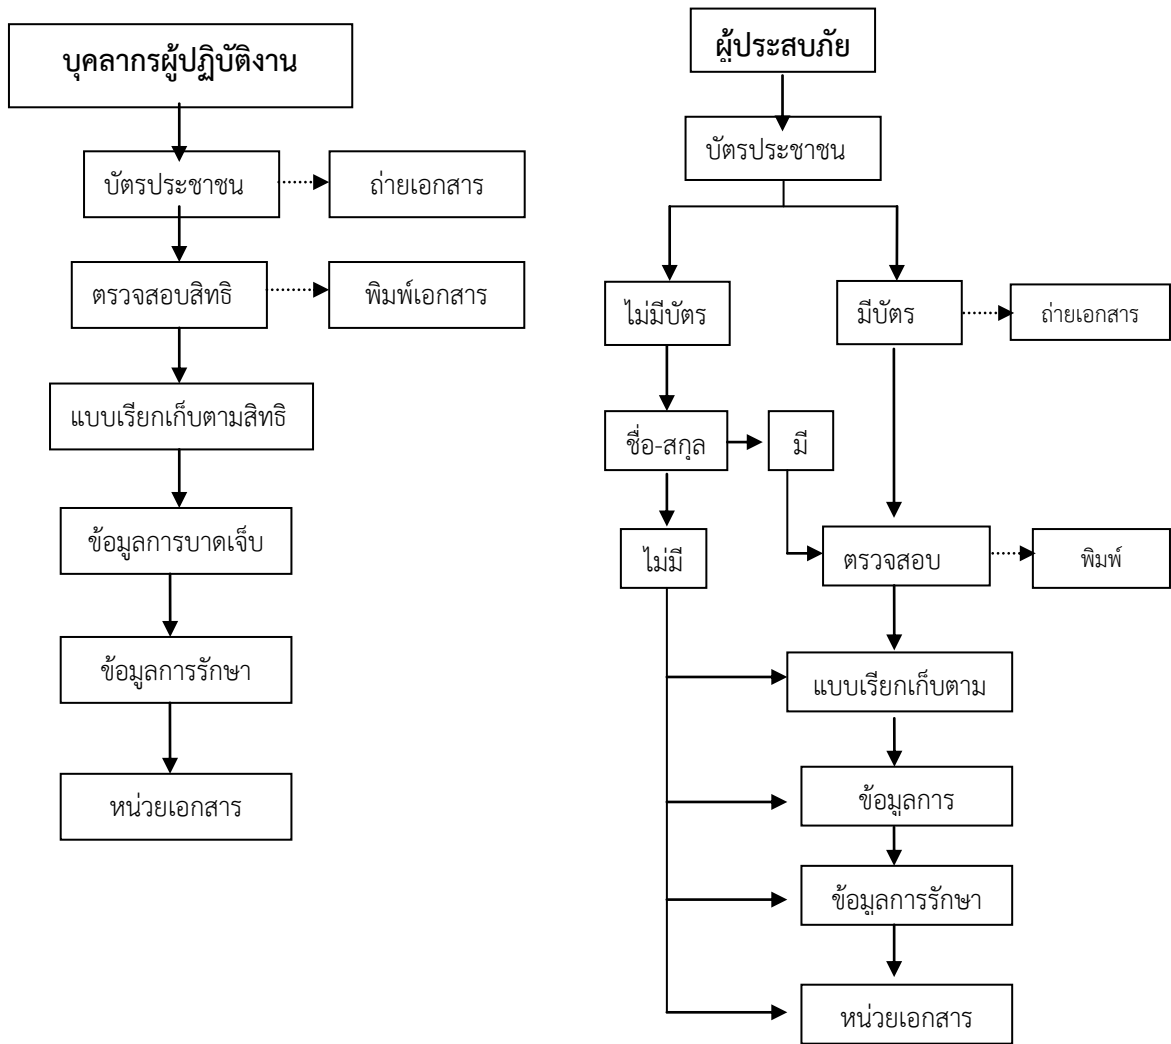 บุคลากรผู้ปฏิบัติงาน
บัตรประชาชน
ถ่ายเอกสาร
ตรวจสอบสิทธิ
พิมพ์เอกสาร
แบบเรียกเก็บตามสิทธิ
ข้อมูลการบาดเจ็บ
ข้อมูลการรักษา
หน่วยเอกสาร
ผู้ประสบภัย
บัตรประชาชน
ไม่มีบัตร
มีบัตร
ถ่ายเอกสาร
ชื่อ-สกุล
มี
ไม่มี
ตรวจสอบ
พิมพ์
แบบเรียกเก็บตาม
ข้อมูลการ
ข้อมูลการรักษา
หน่วยเอกสาร